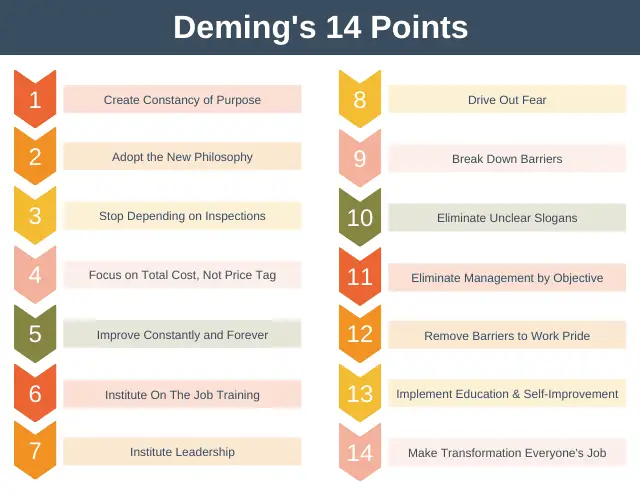 Deming's 14 Points
1
Create Constancy of Purpose
2
Adopt the New Philosophy
3
Stop Depending on Inspections
4
Focus on Total Cost, Not Price Tag
5
Improve Constantly and Forever
6
Institute On The Job Training
7
Institute Leadership
8
Drive Out Fear
9
Break Down Barriers
10
Eliminate Unclear Slogans
11
Eliminate Management by Objective
12
Remove Barriers to Work Pride
13
Implement Education & Self-Improvement
14
Make Transformation Everyone's Job